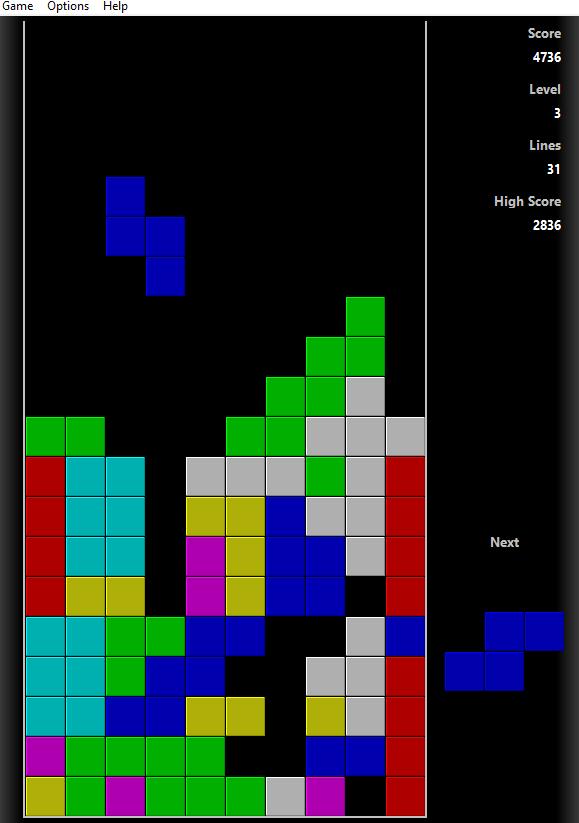 Game Options Help
Score
4736
Level
3
Lines
31
High Score
2836
Next